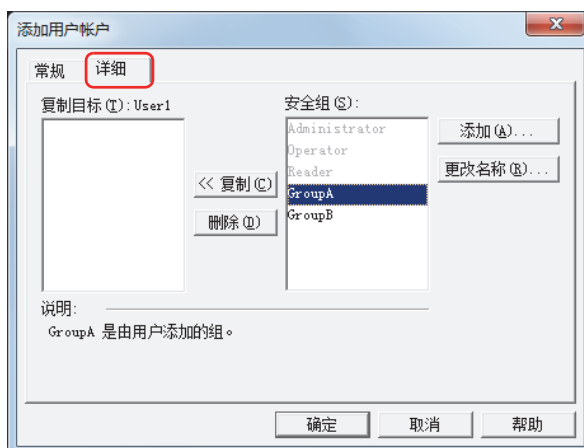 添加用户帐户
常规 详细
复制目标(T):User1
安全组(S):
Administrator
Operator
Reader
GroupA
GroupB
<< 复制(C)
删除(D)
添加(A)...
更改名称(R)...
说明:
GroupA 是由用户添加的组。
确定 取消 帮助